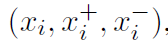 (x_i, x_i^+, x_i^-),